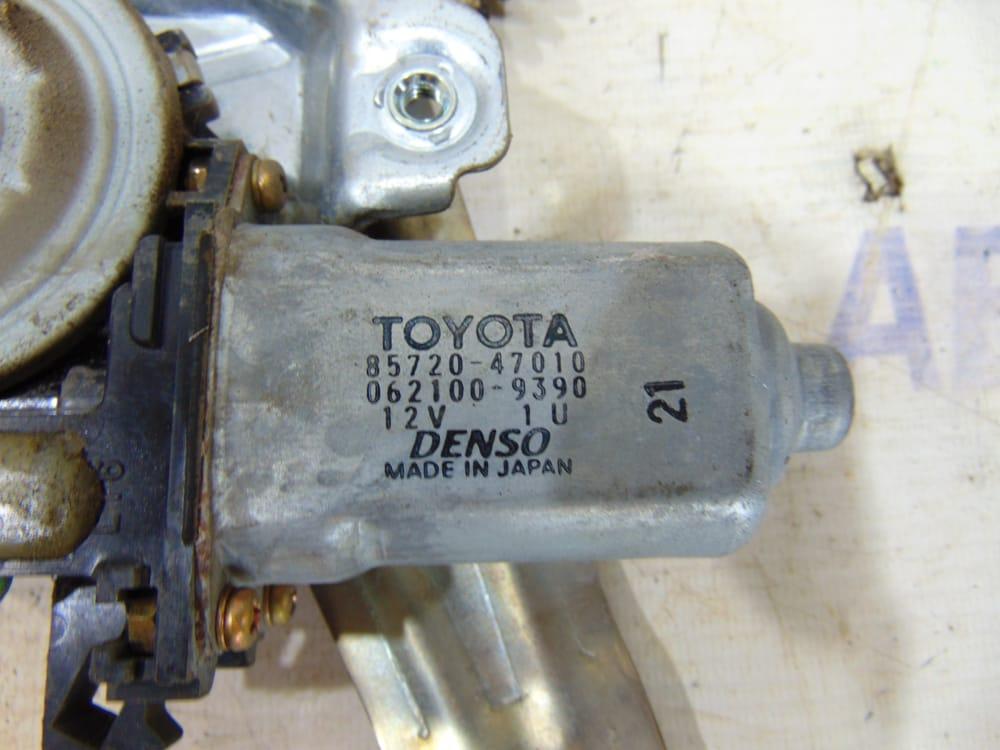 TOYOTA
85720-47010
062100-9390
12V 1U
DENSO
MADE IN JAPAN
21